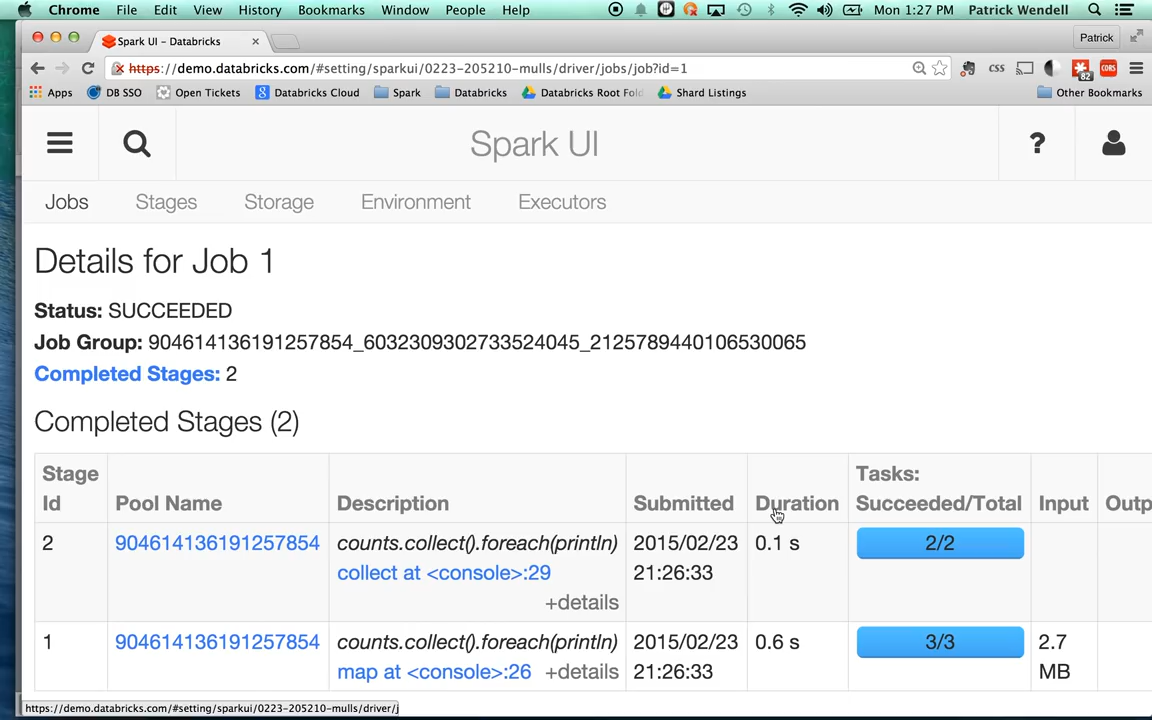 Chrome File Edit View History Bookmarks Window People Help Mon 1:27 PM Patrick Wendell
Spark UI - Databricks × Patrick
https://demo.databricks.com/#setting/sparkui/0223-205210-mulls/driver/jobs/job?id=1 CSS 82 CORS
Apps DB SSO Open Tickets Databricks Cloud Spark Databricks Databricks Root Fold Shard Listings Other Bookmarks
Spark UI ?
Jobs Stages Storage Environment Executors
Details for Job 1
Status: SUCCEEDED
Job Group: 904614136191257854_6032309302733524045_2125789440106530065
Completed Stages: 2
Completed Stages (2)
Stage Id Pool Name Description Submitted Duration Tasks: Succeeded/Total Input Outp
2 904614136191257854 counts.collect().foreach(println) 2015/02/23 0.1 s 2/2
collect at <console>:29 21:26:33
+details
1 904614136191257854 counts.collect().foreach(println) 2015/02/23 0.6 s 3/3 2.7
map at <console>:26 +details 21:26:33 MB
https://demo.databricks.com/#setting/sparkui/0223-205210-mulls/driver/j